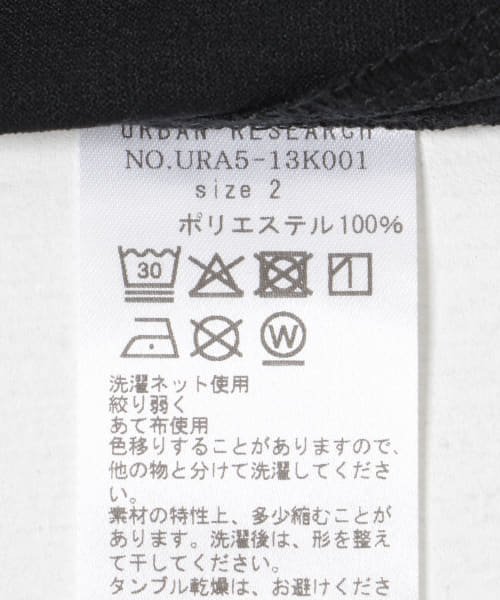 URBAN RESEARCH
NO.URA5-13K001
size 2
ポリエステル100%
30
W
洗濯ネット使用
絞り弱く
あて布使用
色移りすることがありますので、
他の物と分けて洗濯してくださ
い。
素材の特性上、多少縮むことが
あります。洗濯後は、形を整え
て干してください。
タンブル乾燥は、お避けくださ